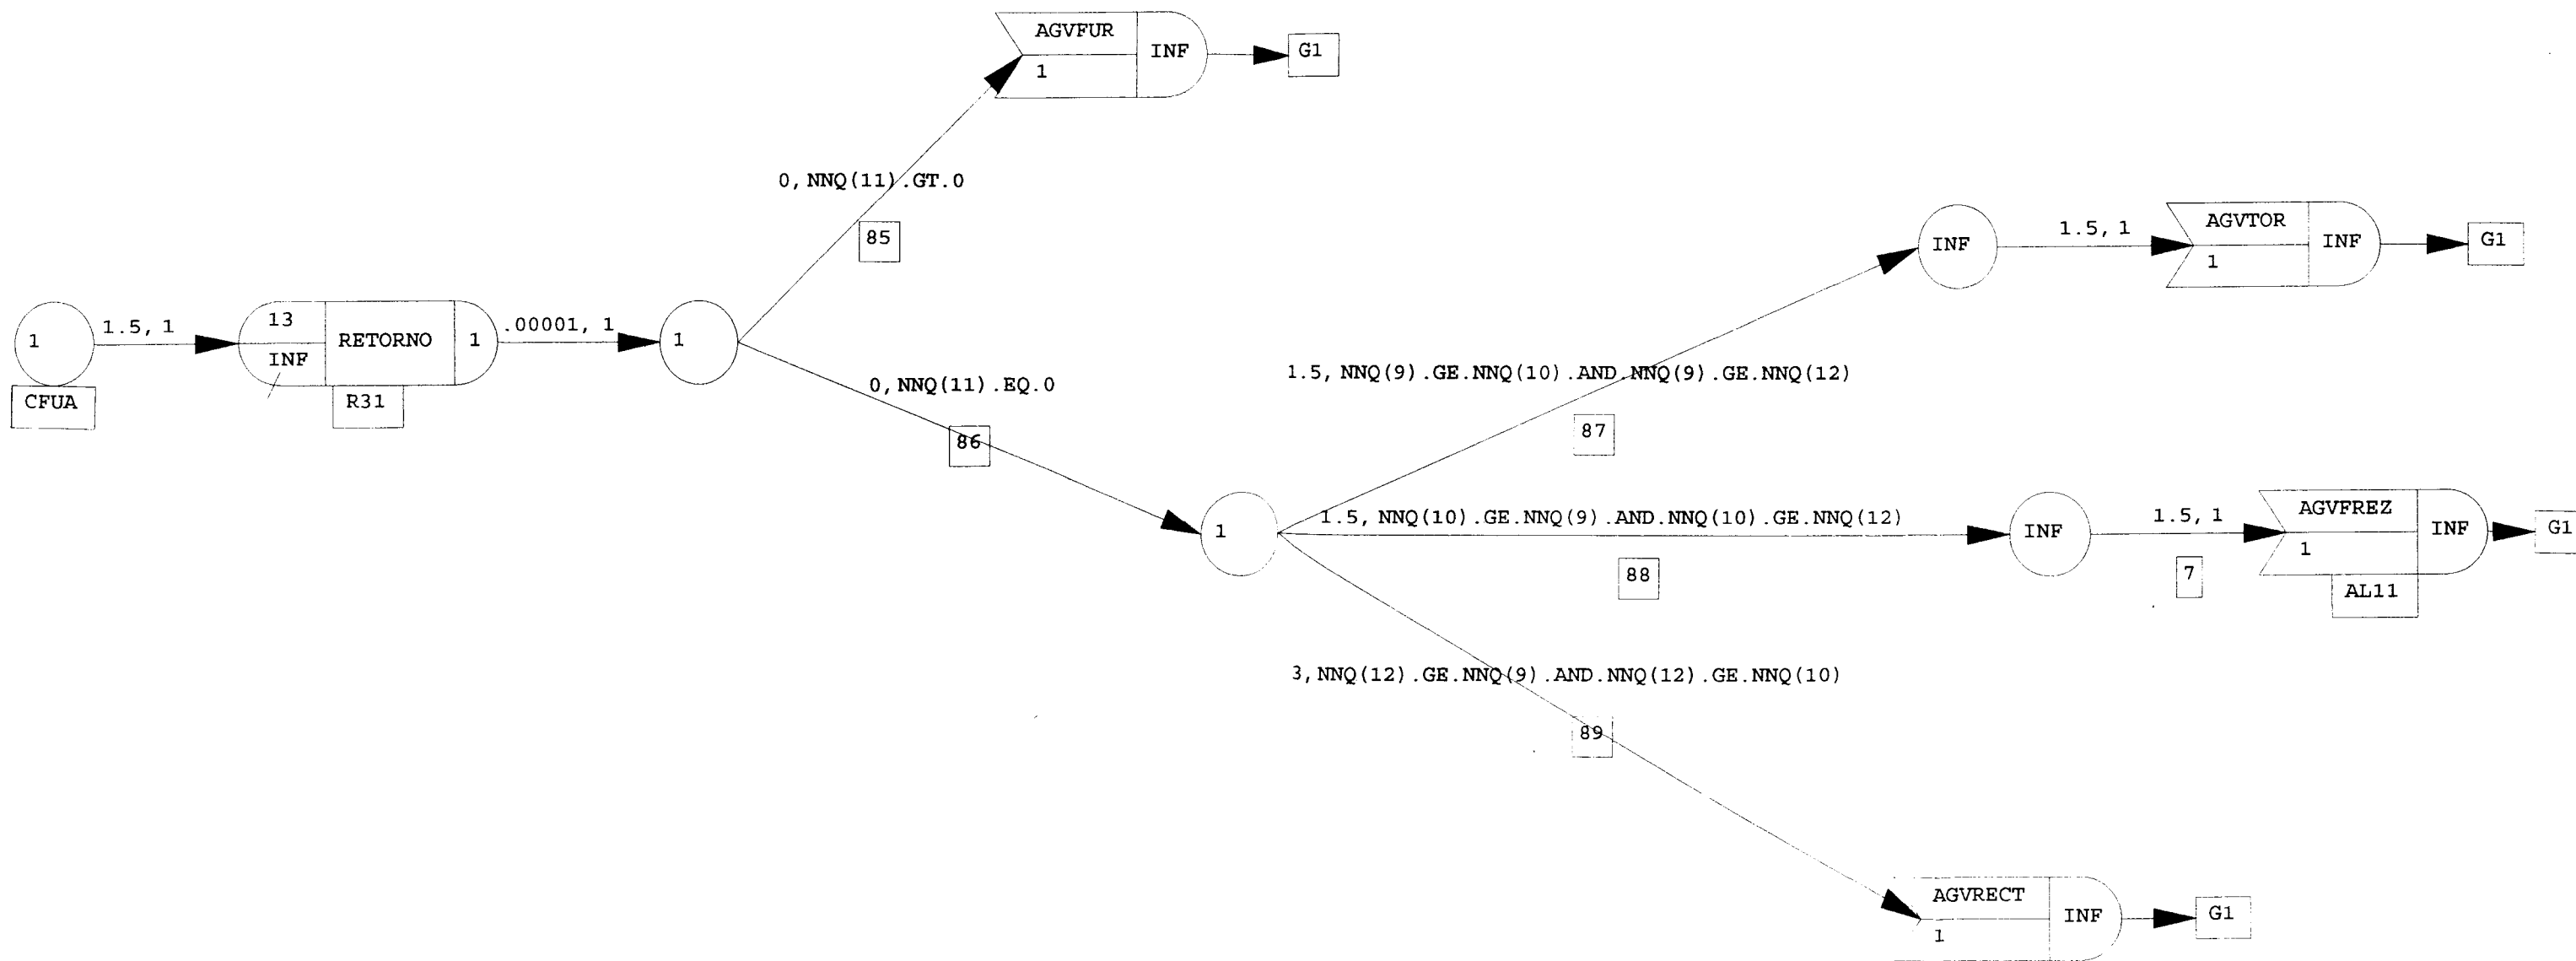 AGVFUR
1
INF
G1
0,NNQ(11).GT.0
85
1
CFUA
1.5,1
13
INF
RETORNO
1
R31
.00001,1
1
0,NNQ(11).EQ.0
86
1.5,NNQ(9).GE.NNQ(10).AND.NNQ(9).GE.NNQ(12)
87
INF
1.5,1
AGVTOR
1
INF
G1
1
1.5,NNQ(10).GE.NNQ(9).AND.NNQ(10).GE.NNQ(12)
88
INF
1.5,1
7
AGVFREZ
1
INF
AL11
G1
3,NNQ(12).GE.NNQ(9).AND.NNQ(12).GE.NNQ(10)
89
AGVRECT
1
INF
G1